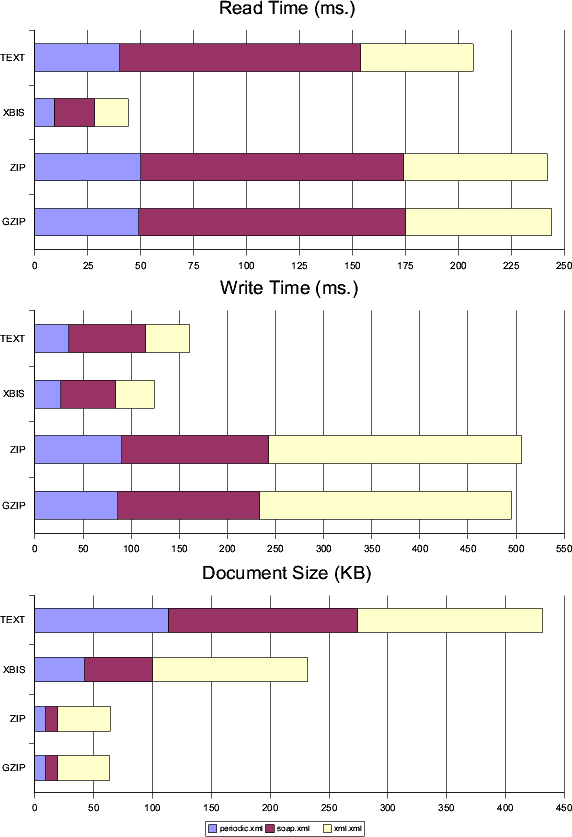 Read Time (ms.)
TEXT
XBIS
ZIP
GZIP
0 25 50 75 100 125 150 175 200 225 250
Write Time (ms.)
TEXT
XBIS
ZIP
GZIP
0 50 100 150 200 250 300 350 400 450 500 550
Document Size (KB)
TEXT
XBIS
ZIP
GZIP
0 50 100 150 200 250 300 350 400 450
periodic.xml soap.xml xml.xml